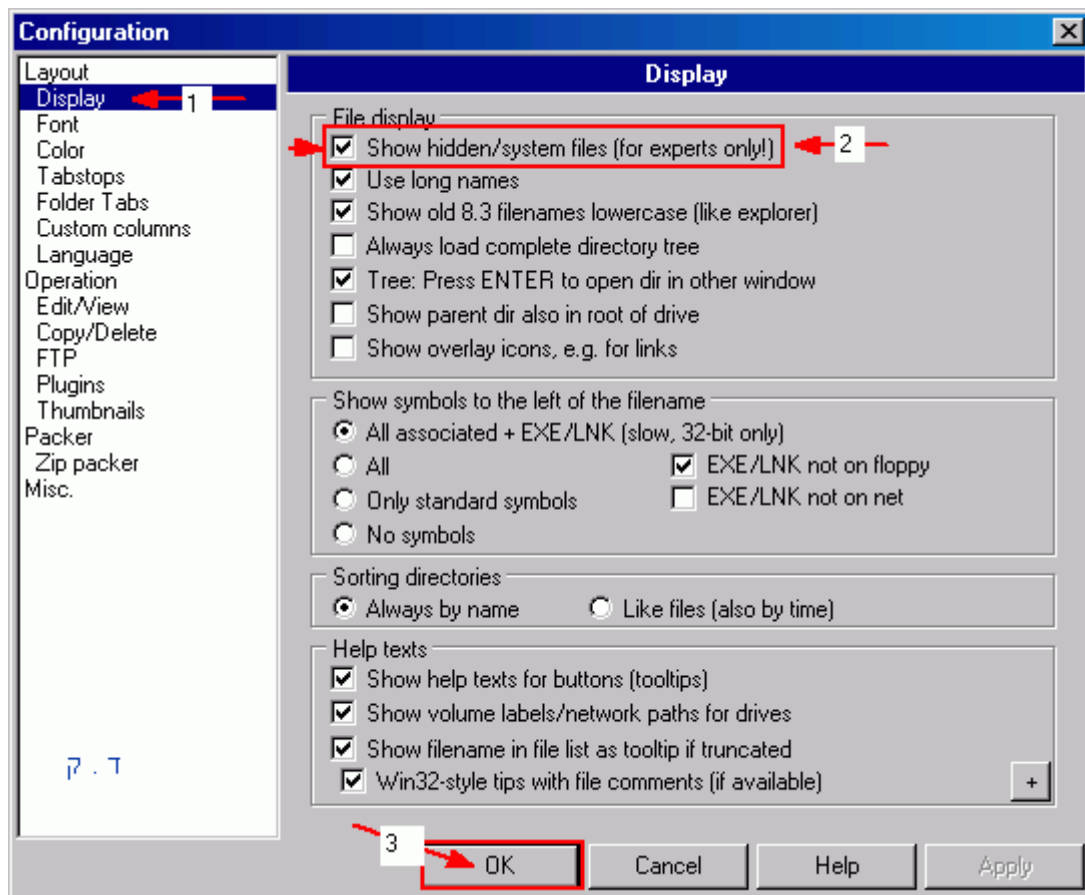 Configuration
Layout
Display
1
Font
Color
Tabstops
Folder Tabs
Custom columns
Language
Operation
Edit/View
Copy/Delete
FTP
Plugins
Thumbnails
Packer
Zip packer
Misc.
ד . ק
Display
File display
Show hidden/system files (for experts only!)
2
Use long names
Show old 8.3 filenames lowercase (like explorer)
Always load complete directory tree
Tree: Press ENTER to open dir in other window
Show parent dir also in root of drive
Show overlay icons, e.g. for links
Show symbols to the left of the filename
All associated + EXE/LNK (slow, 32-bit only)
All
EXE/LNK not on floppy
Only standard symbols
EXE/LNK not on net
No symbols
Sorting directories
Always by name
Like files (also by time)
Help texts
Show help texts for buttons (tooltips)
Show volume labels/network paths for drives
Show filename in file list as tooltip if truncated
Win32-style tips with file comments (if available)
+
3
OK
Cancel
Help
Apply